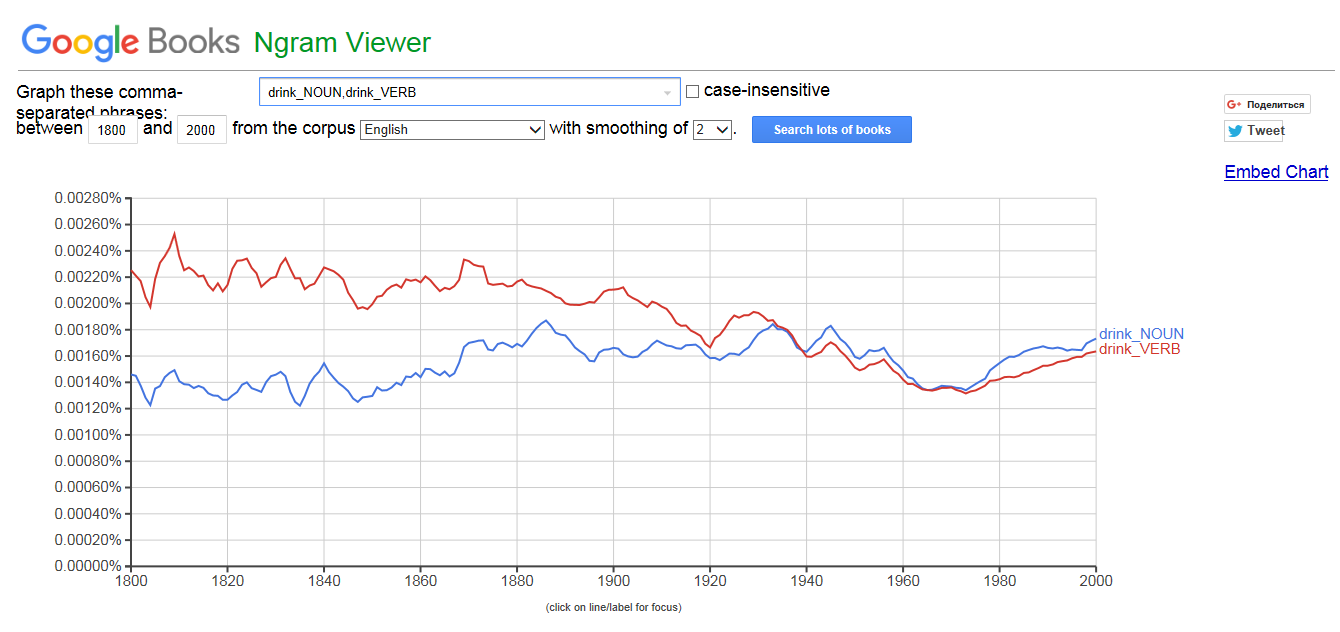 Google Books Ngram Viewer
Graph these comma-separated phrases: drink_NOUN,drink_VERB case-insensitive
between 1800 and 2000 from the corpus English with smoothing of 2. Search lots of books
G+ Поделиться
Tweet
Embed Chart
0.00280%
0.00260%
0.00240%
0.00220%
0.00200%
0.00180%
0.00160%
0.00140%
0.00120%
0.00100%
0.00080%
0.00060%
0.00040%
0.00020%
0.00000%
drink_NOUN
drink_VERB
1800 1820 1840 1860 1880 1900 1920 1940 1960 1980 2000
(click on line/label for focus)